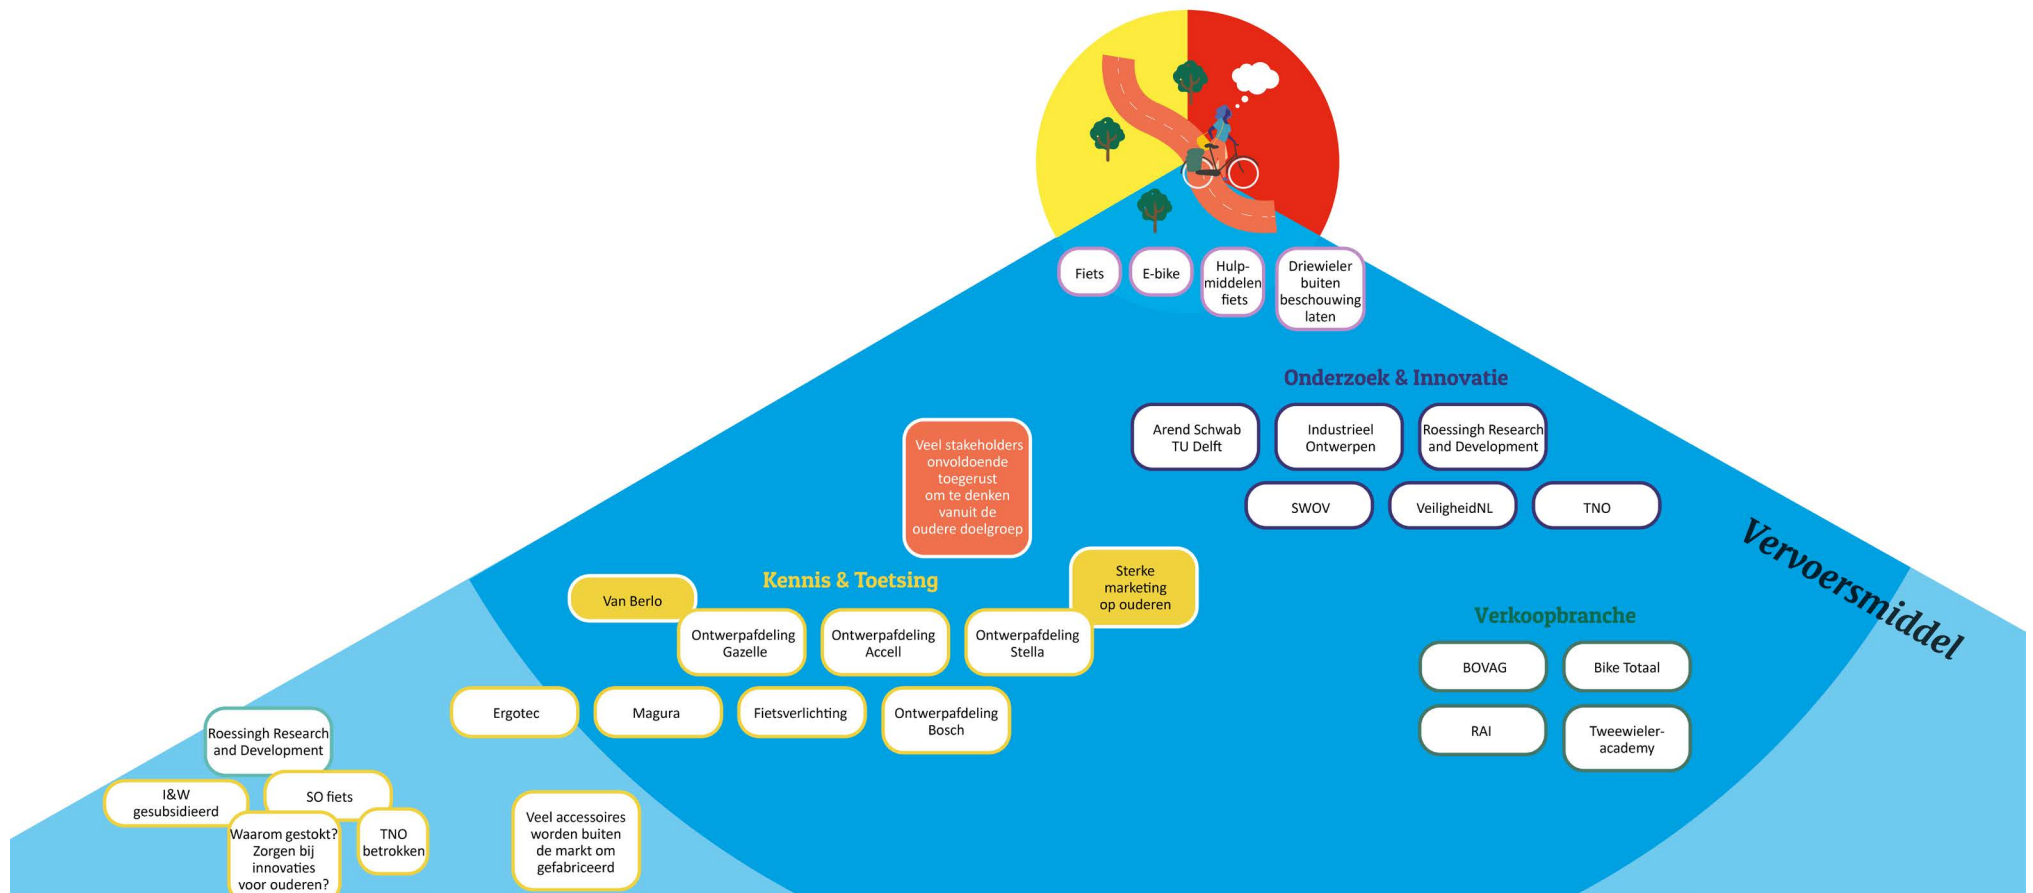 Fiets
E-bike
Hulp-
middelen
fiets
Driewieler
buiten
beschouwing
laten
Onderzoek & Innovatie
Arend Schwab
TU Delft
Industrieel
Ontwerpen
Roessingh Research
and Development
SWOV
VeiligheidNL
TNO
Veel stakeholders
onvoldoende
toegerust
om te denken
vanuit de
oudere doelgroep
Vervoersmiddel
Kennis & Toetsing
Van Berlo
Sterke
marketing
op ouderen
Ontwerpafdeling
Gazelle
Ontwerpafdeling
Accell
Ontwerpafdeling
Stella
Ergotec
Magura
Fietsverlichting
Ontwerpafdeling
Bosch
Verkoopbranche
BOVAG
Bike Totaal
RAI
Tweewieler-
academy
Roessingh Research
and Development
I&W
gesubsidieerd
SO fiets
Waarom gestokt?
Zorgen bij
innovaties
voor ouderen?
TNO
betrokken
Veel accessoires
worden buiten
de markt om
gefabriceerd